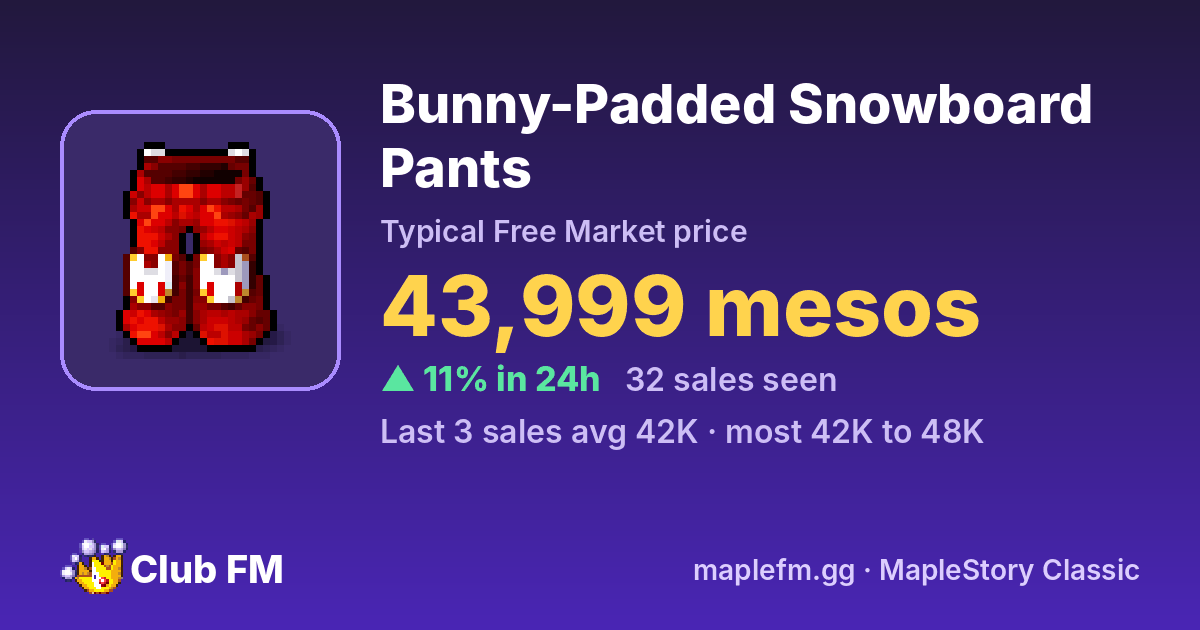 Bunny-Padded Snowboard
Pants
Typical Free Market price
43,999 mesos
▲ 11% in 24h 32 sales seen
Last 3 sales avg 42K · most 42K to 48K
Club FM
maplefm.gg · MapleStory Classic